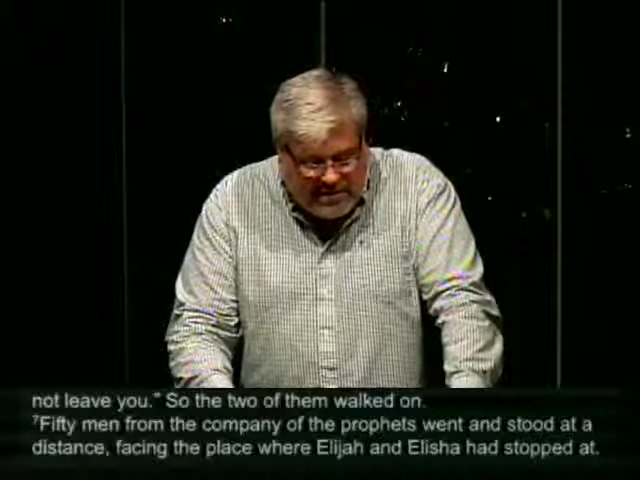 not leave you." So the two of them walked on.
⁷Fifty men from the company of the prophets went and stood at a
distance, facing the place where Elijah and Elisha had stopped at.